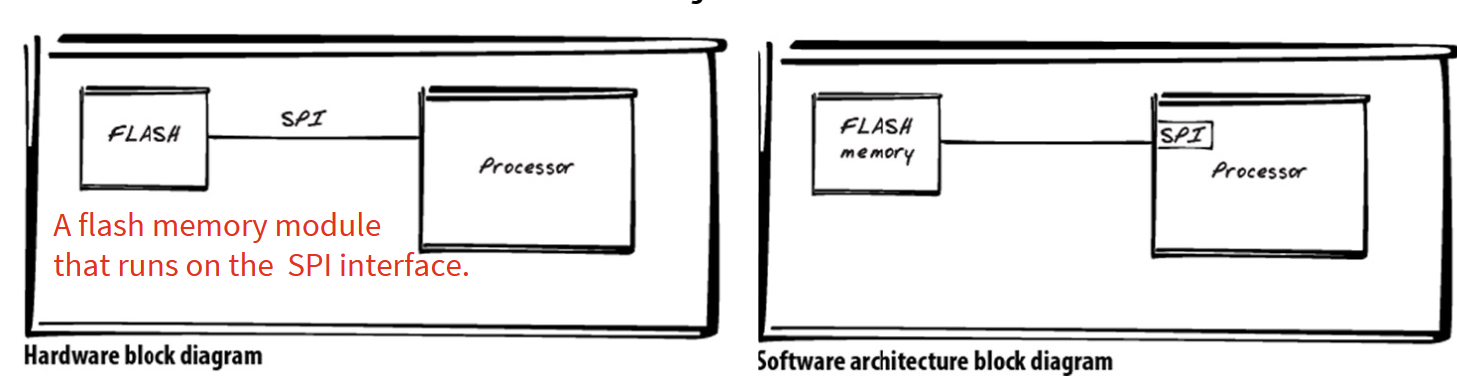 FLASH
SPI
Processor
A flash memory module
that runs on the SPI interface.
Hardware block diagram
FLASH
memory
SPI
Processor
Software architecture block diagram